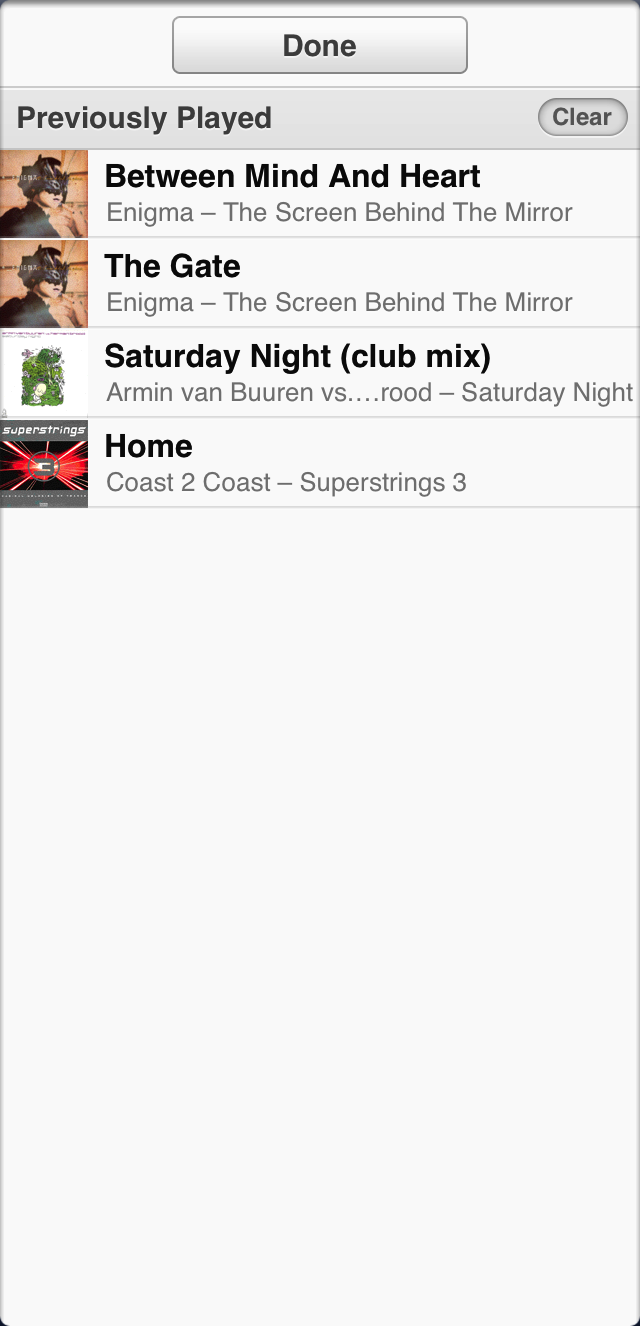 Done
Previously Played
Clear
Between Mind And Heart
Enigma – The Screen Behind The Mirror
The Gate
Enigma – The Screen Behind The Mirror
Saturday Night (club mix)
Armin van Buuren vs.…rood – Saturday Night
superstrings
3
Home
Coast 2 Coast – Superstrings 3